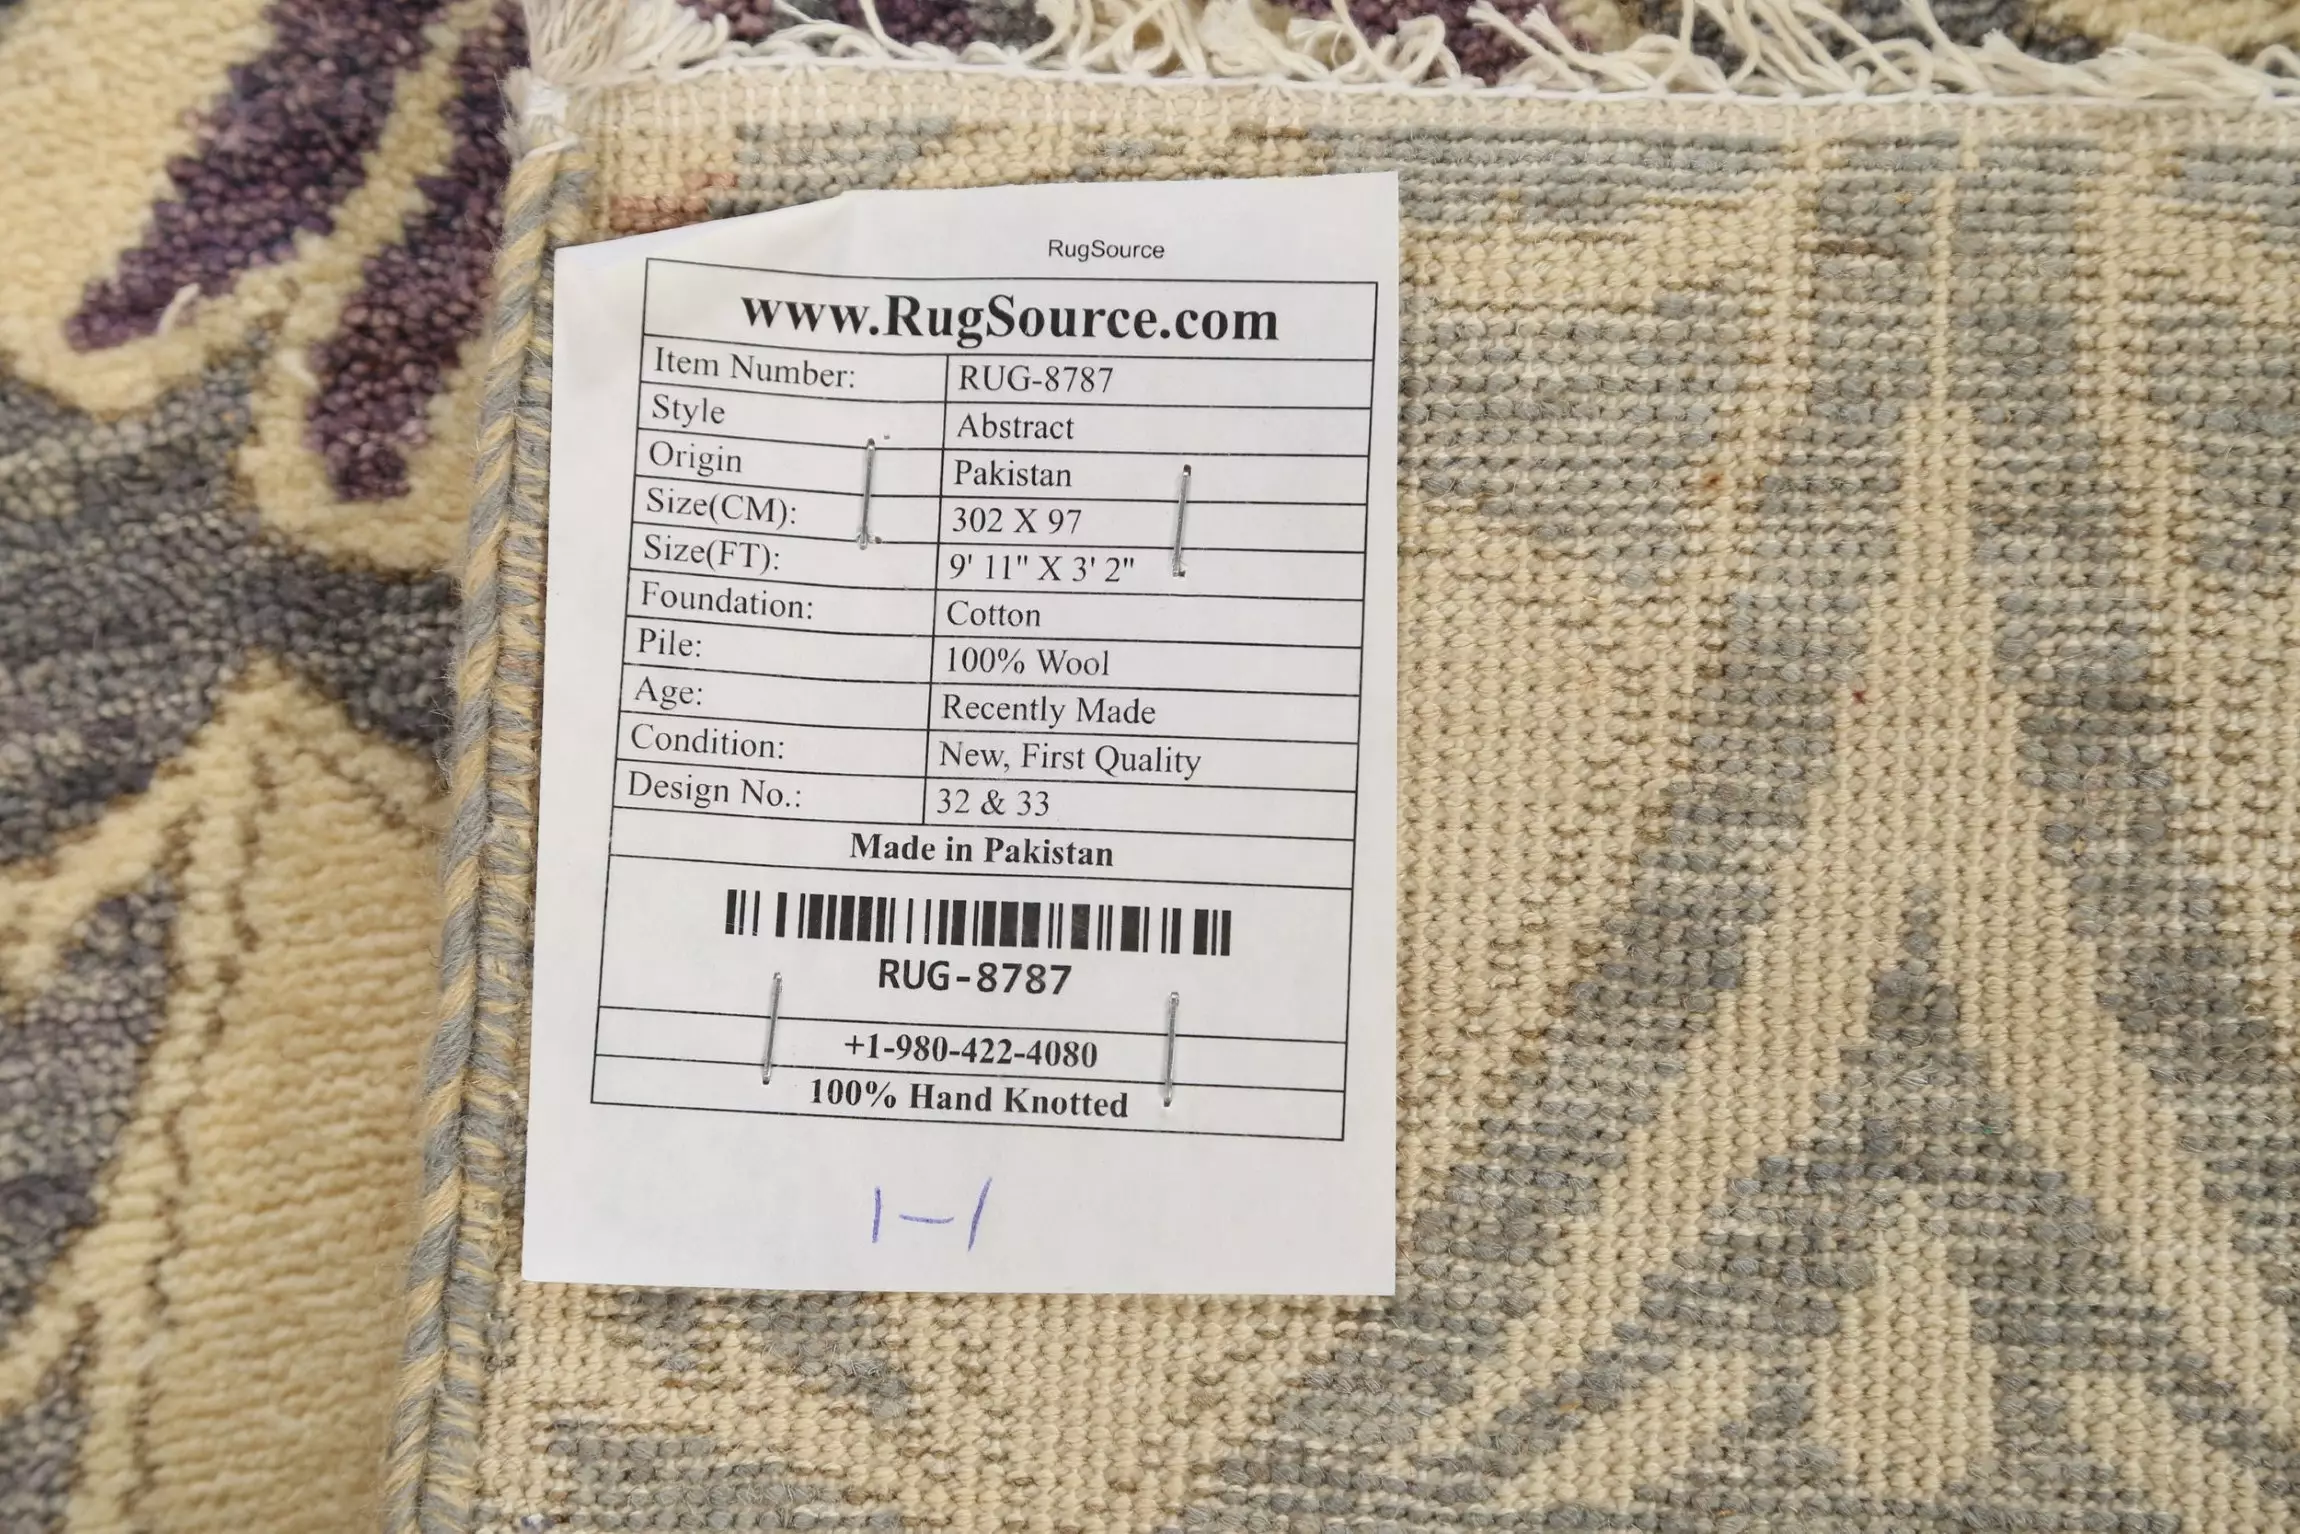 RugSource
www.RugSource.com
Item Number: RUG-8787
Style Abstract
Origin Pakistan
Size(CM): 302 X 97
Size(FT): 9' 11" X 3' 2"
Foundation: Cotton
Pile: 100% Wool
Age: Recently Made
Condition: New, First Quality
Design No.: 32 & 33
Made in Pakistan
RUG-8787
+1-980-422-4080
100% Hand Knotted
1-1